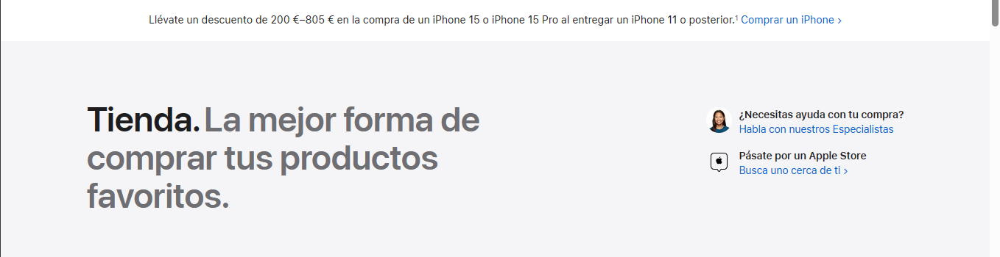 Llévate un descuento de 200 €–805 € en la compra de un iPhone 15 o iPhone 15 Pro al entregar un iPhone 11 o posterior.¹ Comprar un iPhone >
Tienda. La mejor forma de
comprar tus productos
favoritos.
¿Necesitas ayuda con tu compra?
Habla con nuestros Especialistas
Pásate por un Apple Store
Busca uno cerca de ti >